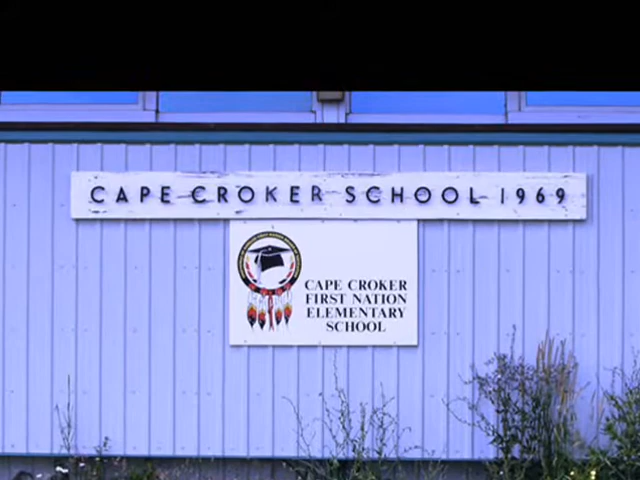 CAPE CROKER SCHOOL 1969
CAPE CROKER
FIRST NATION
ELEMENTARY
SCHOOL